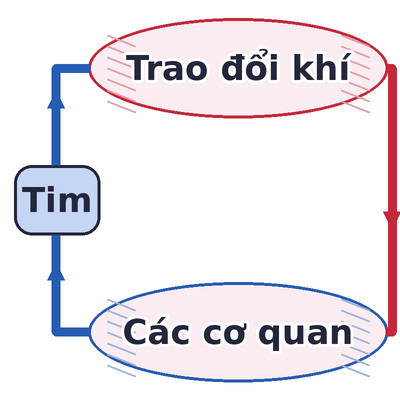 Trao đổi khí
Tim
Các cơ quan